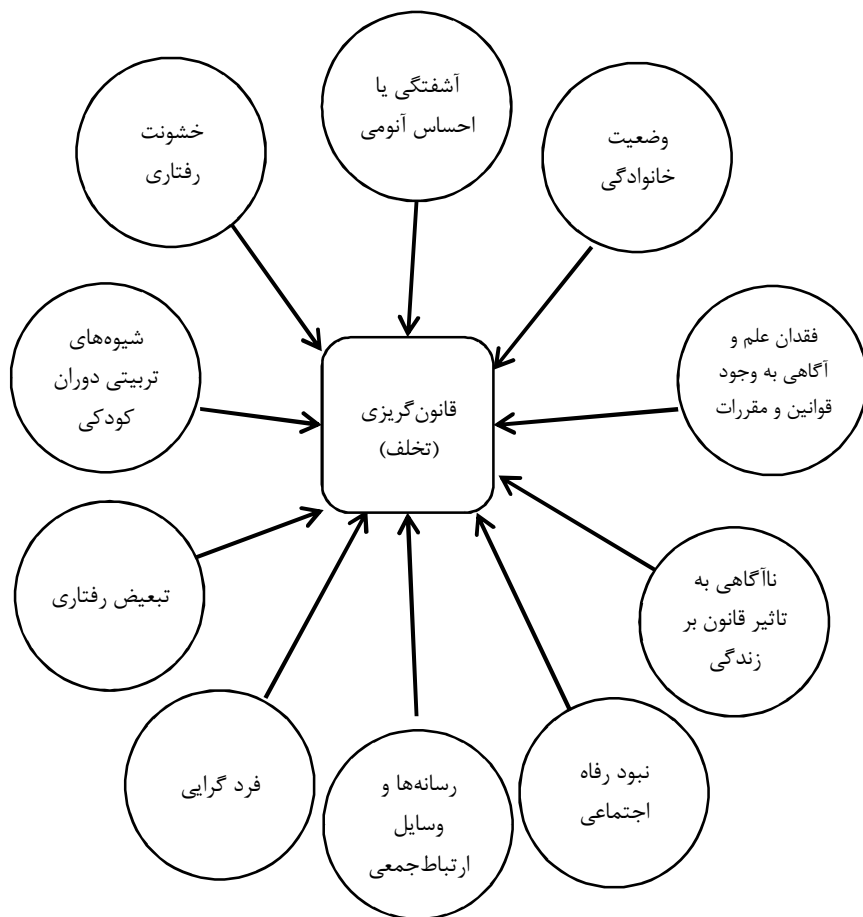 آشفتگی یا
احساس آنومی
وضعیت
خانوادگی
فقدان علم و
آگاهی به وجود
قوانین و مقررات
ناآگاهی به
تاثیر قانون بر
زندگی
نبود رفاه
اجتماعی
رسانه‌ها و
وسایل
ارتباط‌جمعی
فرد گرایی
تبعیض رفتاری
شیوه‌های
تربیتی دوران
کودکی
خشونت
رفتاری
قانون‌گریزی
(تخلف)